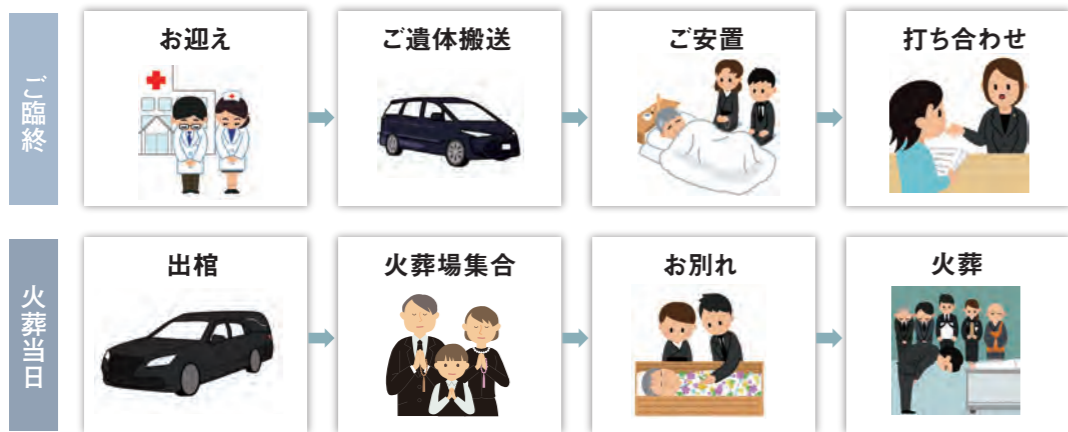 ご臨終
お迎え
ご遺体搬送
ご安置
打ち合わせ
火葬当日
出棺
火葬場集合
お別れ
火葬